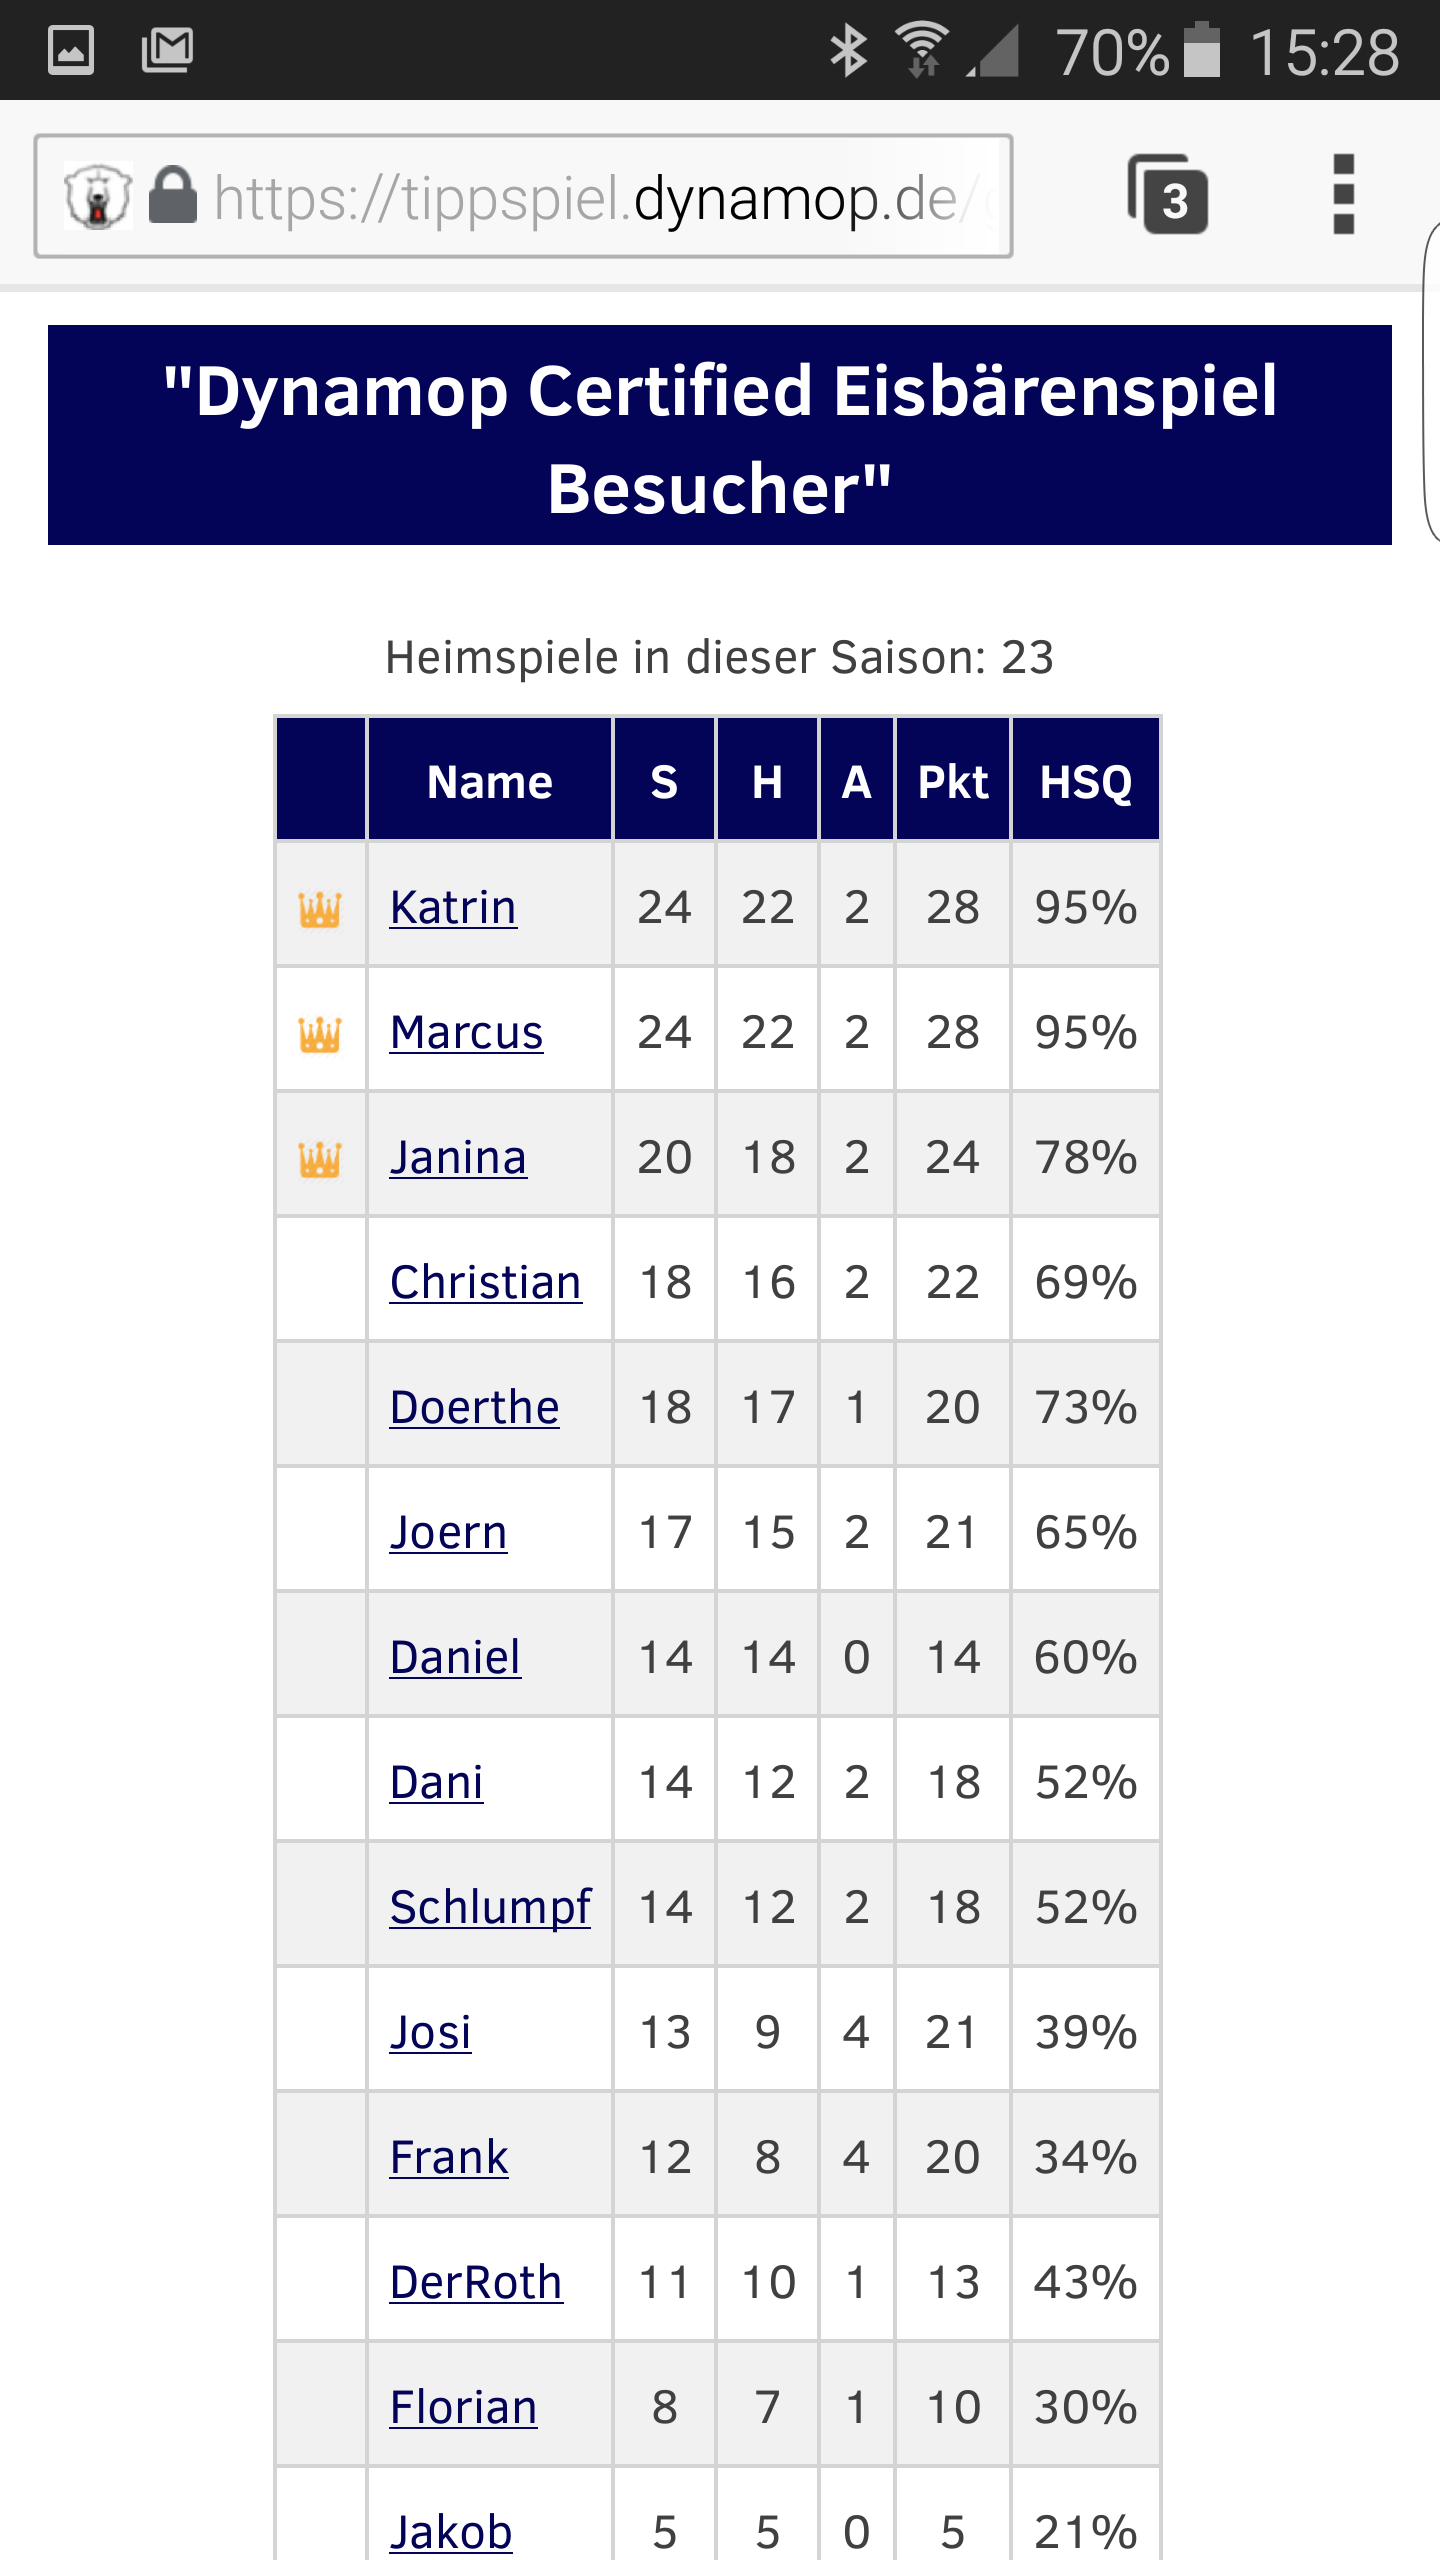 70% 15:28
https://tippspiel.dynamop.de/
3
"Dynamop Certified Eisbärenspiel
Besucher"
Heimspiele in dieser Saison: 23
Name S H A Pkt HSQ
Katrin 24 22 2 28 95%
Marcus 24 22 2 28 95%
Janina 20 18 2 24 78%
Christian 18 16 2 22 69%
Doerthe 18 17 1 20 73%
Joern 17 15 2 21 65%
Daniel 14 14 0 14 60%
Dani 14 12 2 18 52%
Schlumpf 14 12 2 18 52%
Josi 13 9 4 21 39%
Frank 12 8 4 20 34%
DerRoth 11 10 1 13 43%
Florian 8 7 1 10 30%
Jakob 5 5 0 5 21%